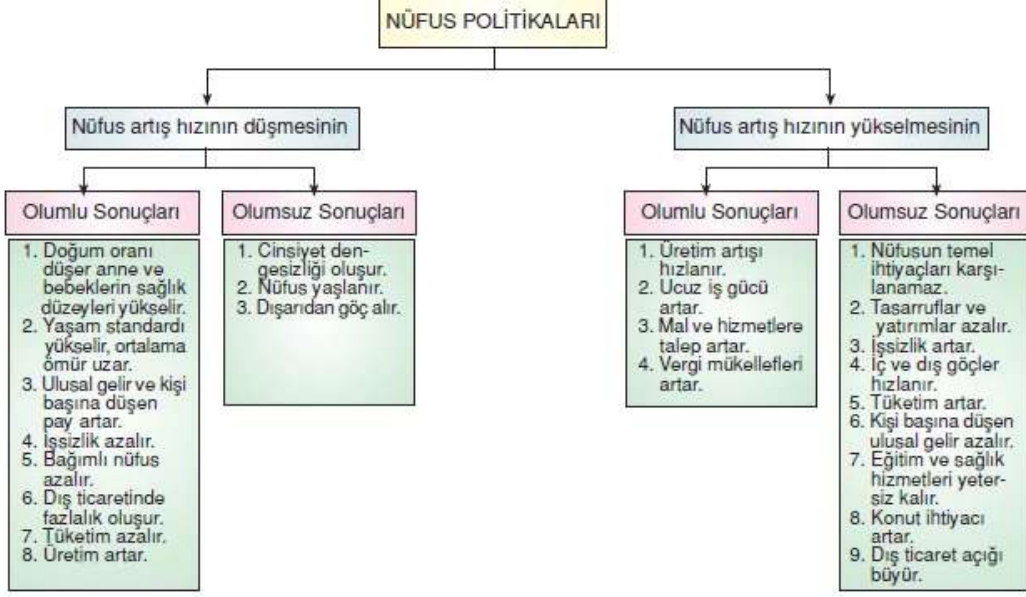 NÜFUS POLİTİKALARI
Nüfus artış hızının düşmesinin
Olumlu Sonuçları
1. Doğum oranı
düşer anne ve
bebeklerin sağlık
düzeyleri yükselir.
2. Yaşam standardı
yükselir, ortalama
ömür uzar.
3. Ulusal gelir ve kişi
başına düşen
pay artar.
4. İşsizlik azalır.
5. Bağımlı nüfus
azalır.
6. Dış ticaretinde
fazlalık oluşur.
7. Tüketim azalır.
8. Üretim artar.
Olumsuz Sonuçları
1. Cinsiyet den-
gesizliği oluşur.
2. Nüfus yaşlanır.
3. Dışarıdan göç alır.
Nüfus artış hızının yükselmesinin
Olumlu Sonuçları
1. Üretim artışı
hızlanır.
2. Ucuz iş gücü
artar.
3. Mal ve hizmetlere
talep artar.
4. Vergi mükellefleri
artar.
Olumsuz Sonuçları
1. Nüfusun temel
ihtiyaçları karşı-
lanamaz.
2. Tasarruflar ve
yatırımlar azalır.
3. İşsizlik artar.
4. İç ve dış göçler
hızlanır.
5. Tüketim artar.
6. Kişi başına düşen
ulusal gelir azalır.
7. Eğitim ve sağlık
hizmetleri yeter-
siz kalır.
8. Konut ihtiyacı
artar.
9. Dış ticaret açığı
büyür.